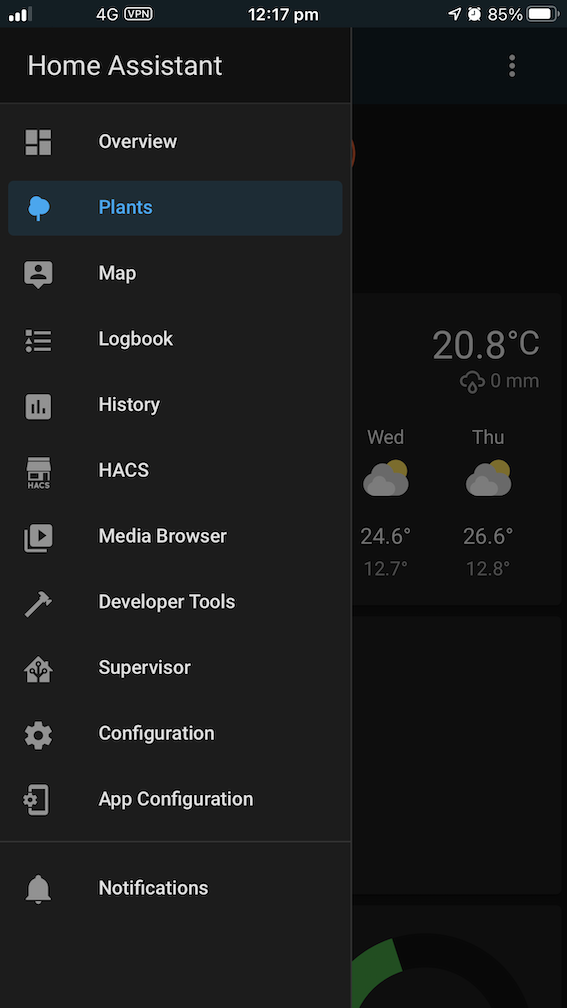 4G VPN 12:17 pm 85%
Home Assistant
Overview
Plants
Map
Logbook
History
HACS
HACS
Media Browser
Developer Tools
Supervisor
Configuration
App Configuration
Notifications
20.8°C
0 mm
Wed Thu
24.6° 26.6°
12.7° 12.8°